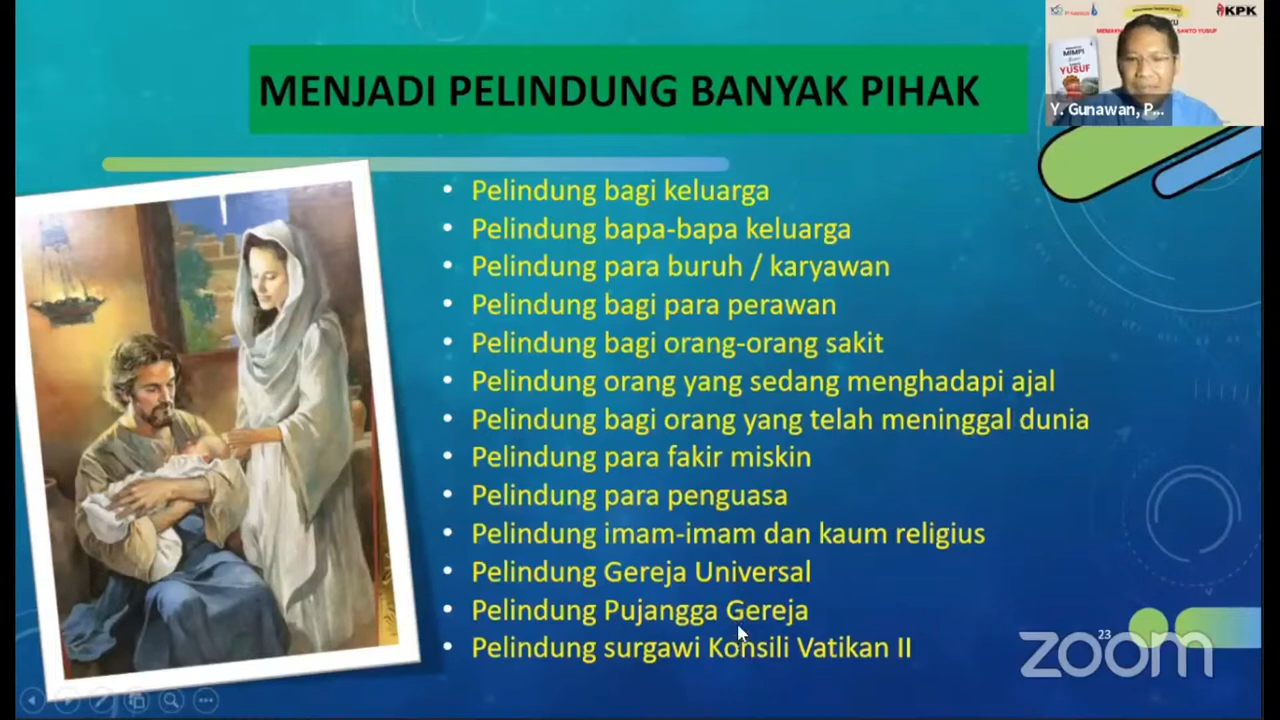 MENJADI PELINDUNG BANYAK PIHAK
KPK
SANTO YUSUF
MIMPI
YUSUF
Y. Gunawan, P...
• Pelindung bagi keluarga
• Pelindung bapa-bapa keluarga
• Pelindung para buruh / karyawan
• Pelindung bagi para perawan
• Pelindung bagi orang-orang sakit
• Pelindung orang yang sedang menghadapi ajal
• Pelindung bagi orang yang telah meninggal dunia
• Pelindung para fakir miskin
• Pelindung para penguasa
• Pelindung imam-imam dan kaum religius
• Pelindung Gereja Universal
• Pelindung Pujangga Gereja
• Pelindung surgawi Konsili Vatikan II
23
zoom